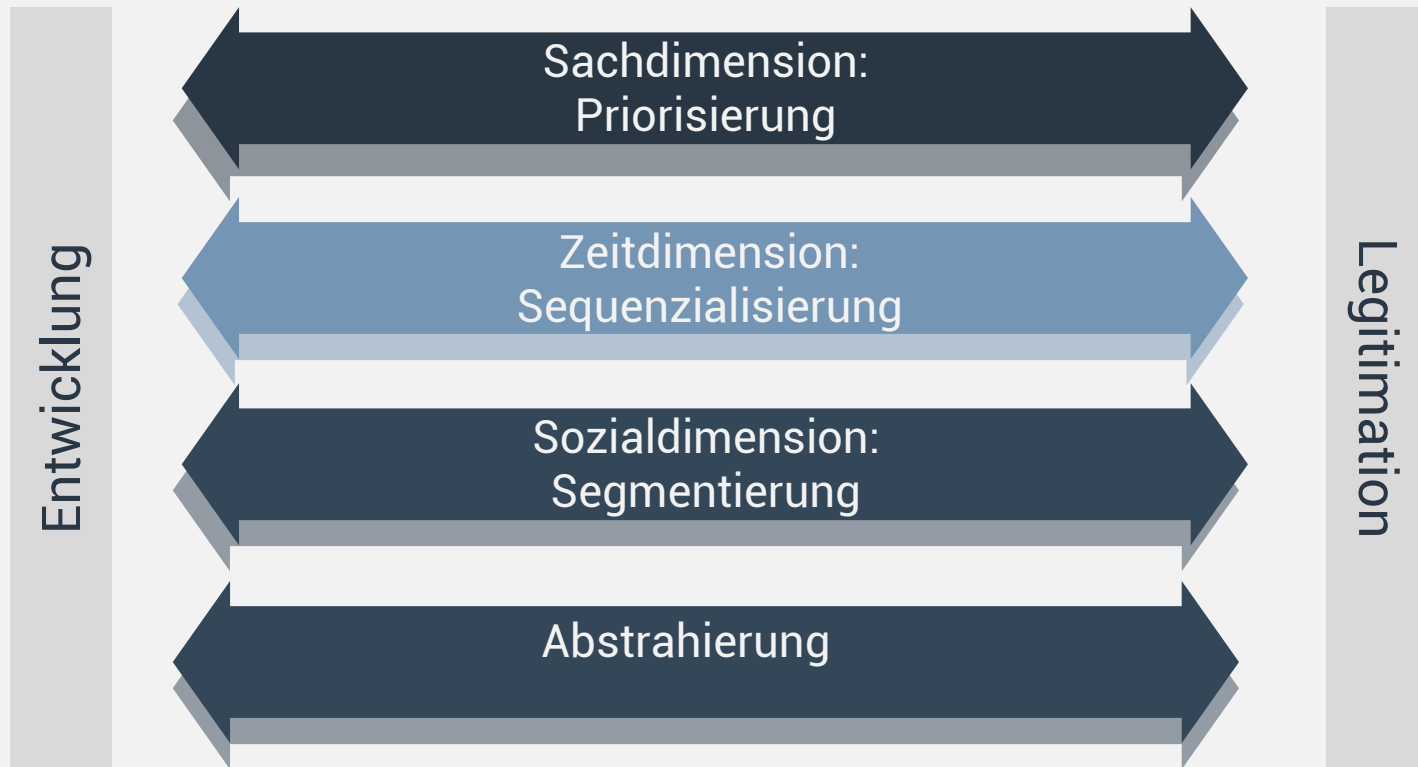 Entwicklung
Sachdimension:
Priorisierung
Zeitdimension:
Sequenzialisierung
Sozialdimension:
Segmentierung
Abstrahierung
Legitimation